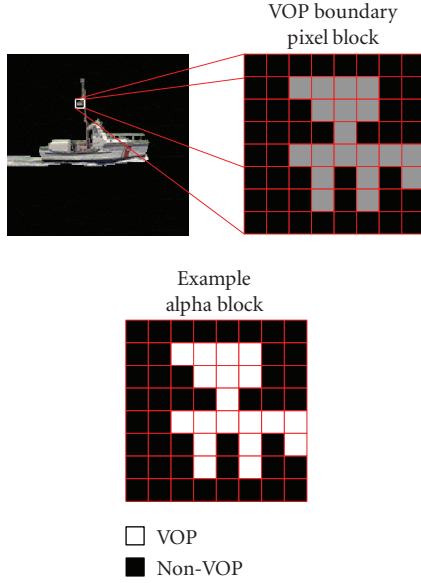 VOP boundary
pixel block
Example
alpha block
VOP
Non-VOP